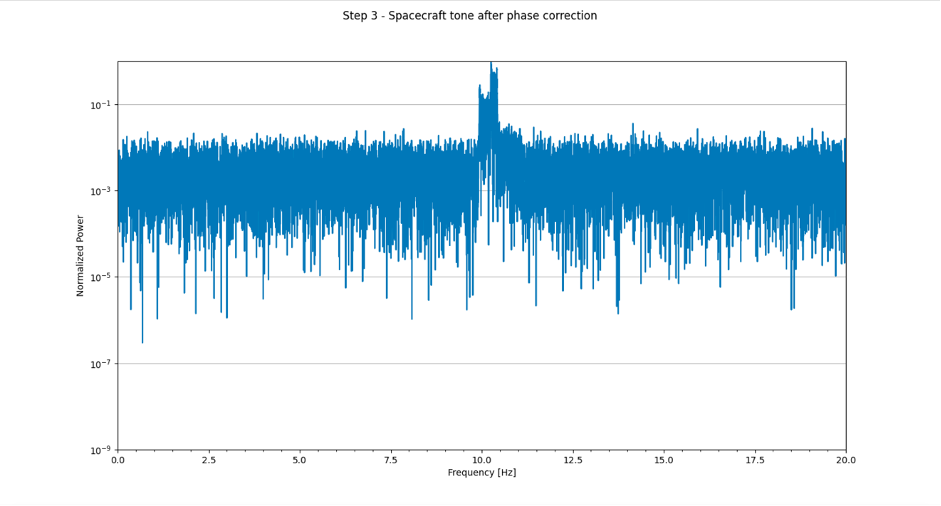 Step 3 - Spacecraft tone after phase correction
10⁻¹
10⁻³
10⁻⁵
10⁻⁷
10⁻⁹
Normalized Power
0.0 2.5 5.0 7.5 10.0 12.5 15.0 17.5 20.0
Frequency [Hz]